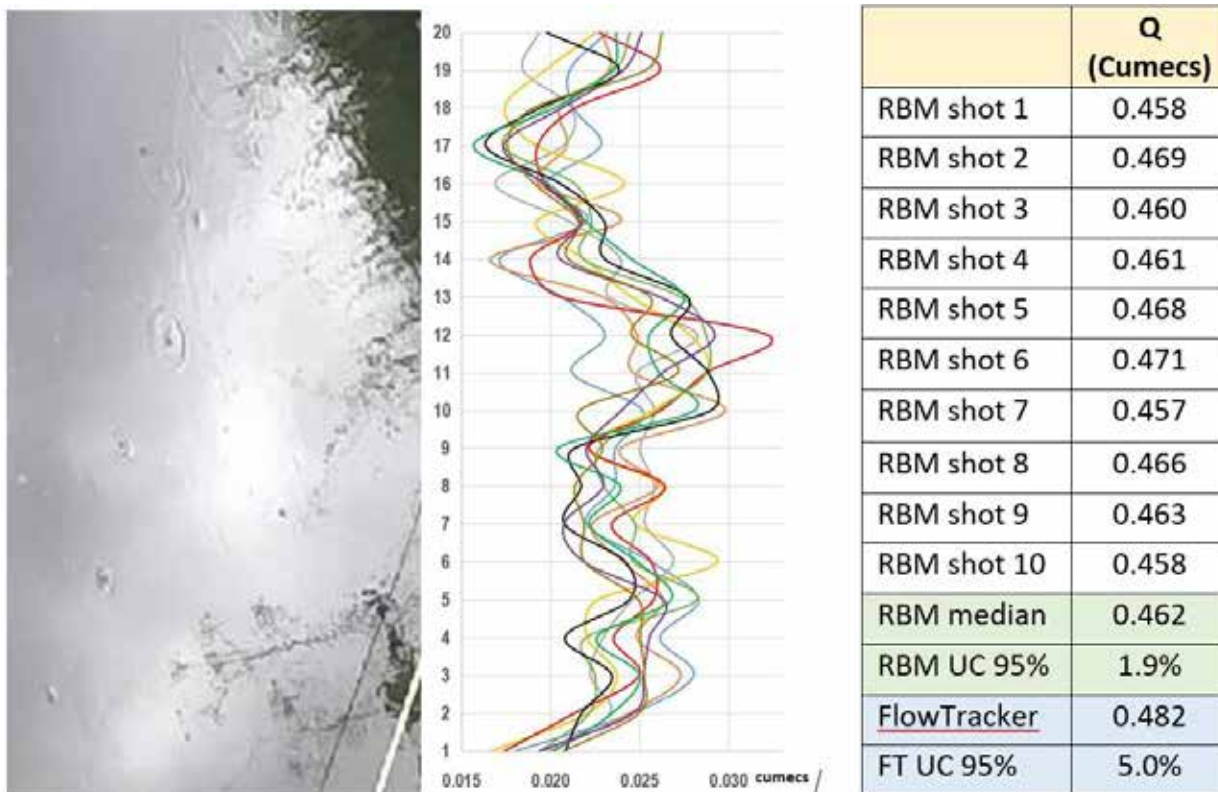 20
19
18
17
16
15
14
13
12
11
10
9
8
7
6
5
4
3
2
1
0.015 0.020 0.025 0.030 cumecs /
Q
(Cumecs)
RBM shot 1 0.458
RBM shot 2 0.469
RBM shot 3 0.460
RBM shot 4 0.461
RBM shot 5 0.468
RBM shot 6 0.471
RBM shot 7 0.457
RBM shot 8 0.466
RBM shot 9 0.463
RBM shot 10 0.458
RBM median 0.462
RBM UC 95% 1.9%
FlowTracker 0.482
FT UC 95% 5.0%